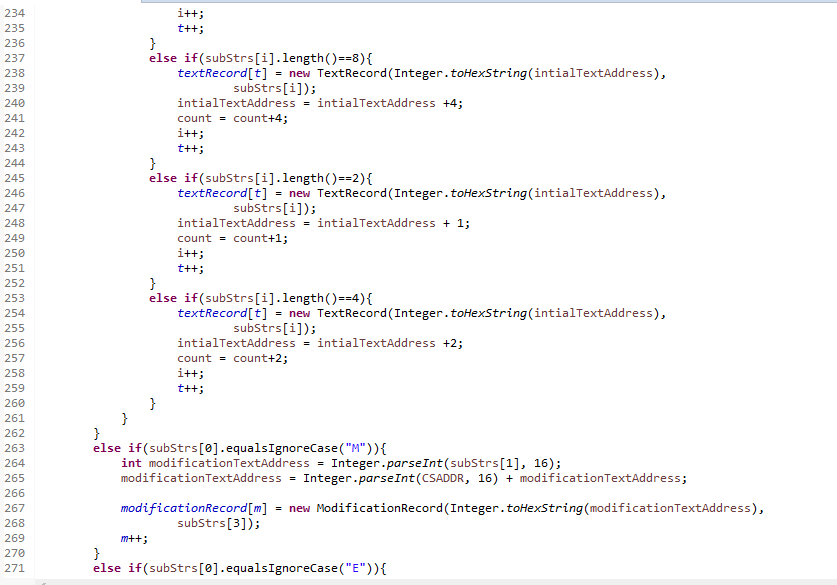 234 i++;
235 t++;
236 }
237 else if(subStrs[i].length()==8){
238 textRecord[t] = new TextRecord(Integer.toHexString(intialTextAddress),
239 subStrs[i]);
240 intialTextAddress = intialTextAddress +4;
241 count = count+4;
242 i++;
243 t++;
244 }
245 else if(subStrs[i].length()==2){
246 textRecord[t] = new TextRecord(Integer.toHexString(intialTextAddress),
247 subStrs[i]);
248 intialTextAddress = intialTextAddress + 1;
249 count = count+1;
250 i++;
251 t++;
252 }
253 else if(subStrs[i].length()==4){
254 textRecord[t] = new TextRecord(Integer.toHexString(intialTextAddress),
255 subStrs[i]);
256 intialTextAddress = intialTextAddress +2;
257 count = count+2;
258 i++;
259 t++;
260 }
261 }
262 }
263 else if(subStrs[0].equalsIgnoreCase("M")){
264 int modificationTextAddress = Integer.parseInt(subStrs[1], 16);
265 modificationTextAddress = Integer.parseInt(CSADDR, 16) + modificationTextAddress;
266
267 modificationRecord[m] = new ModificationRecord(Integer.toHexString(modificationTextAddress),
268 subStrs[3]);
269 m++;
270 }
271 else if(subStrs[0].equalsIgnoreCase("E")){